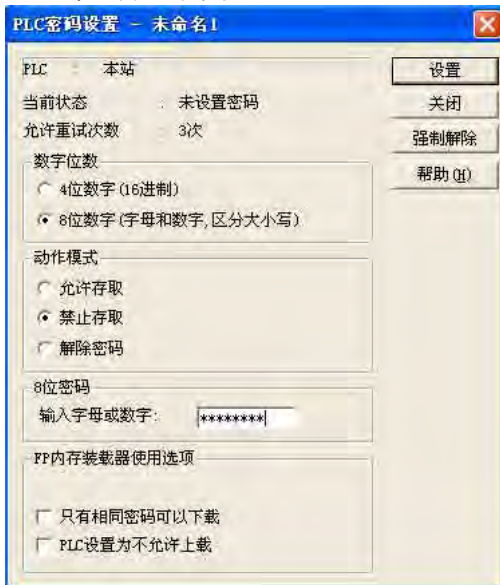 PLC密码设置 - 未命名1
PLC : 本站
设置
当前状态 : 未设置密码
关闭
允许重试次数 : 3次
强制解除
数字位数
帮助(H)
4位数字(16进制)
8位数字(字母和数字,区分大小写)
动作模式
允许存取
禁止存取
解除密码
8位密码
输入字母或数字: ********
FP内存装载器使用选项
只有相同密码可以下载
PLC设置为不允许上载